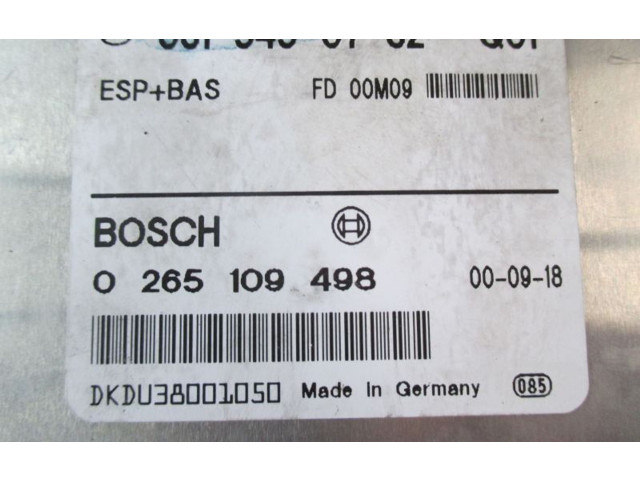 ESP+BAS FD 00M09
BOSCH
0 265 109 498 00-09-18
DKDU38001050 Made in Germany 085